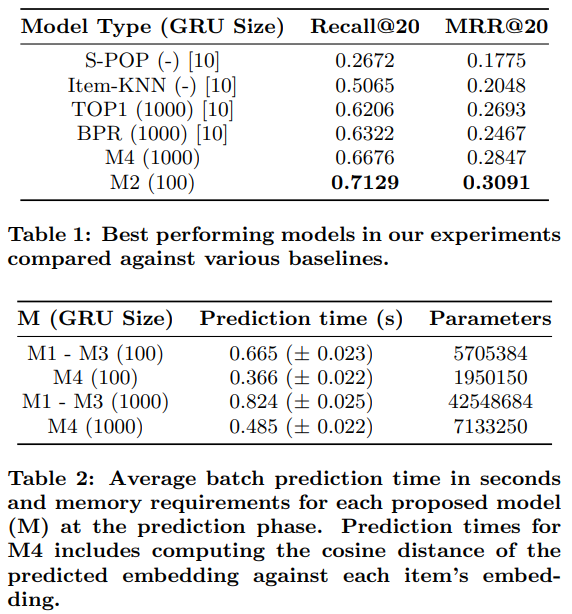 Model Type (GRU Size) Recall@20 MRR@20
S-POP (-) [10] 0.2672 0.1775
Item-KNN (-) [10] 0.5065 0.2048
TOP1 (1000) [10] 0.6206 0.2693
BPR (1000) [10] 0.6322 0.2467
M4 (1000) 0.6676 0.2847
M2 (100) 0.7129 0.3091
Table 1: Best performing models in our experiments
compared against various baselines.
M (GRU Size) Prediction time (s) Parameters
M1 - M3 (100) 0.665 (± 0.023) 5705384
M4 (100) 0.366 (± 0.022) 1950150
M1 - M3 (1000) 0.824 (± 0.025) 42548684
M4 (1000) 0.485 (± 0.022) 7133250
Table 2: Average batch prediction time in seconds
and memory requirements for each proposed model
(M) at the prediction phase. Prediction times for
M4 includes computing the cosine distance of the
predicted embedding against each item's embed-
ding.